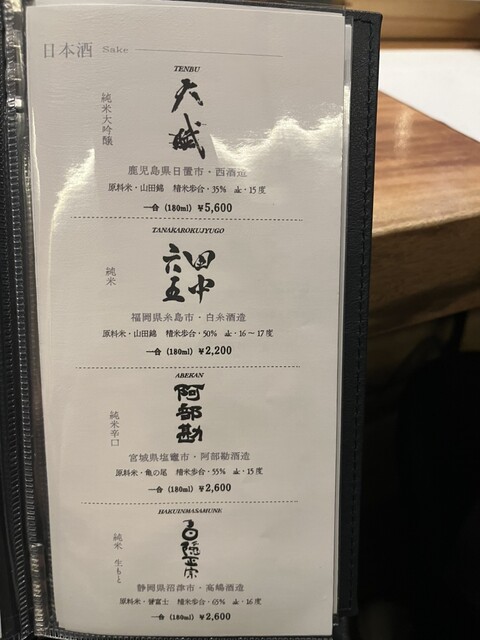 日本酒 Sake
TENBU
純米大吟醸
天賦
鹿児島県日置市・西酒造
原料米・山田錦 精米歩合・35% ㏂・15度
一合 (180ml) ¥5,600
TANAKAROKUJYUGO
純米
田中
六五
福岡県糸島市・白糸酒造
原料米・山田錦 精米歩合・50% ・16～17度
一合 (180ml) ¥2,200
ABEKAN
純米辛口
阿部勘
宮城県塩竈市・阿部勘酒造
原料米・亀の尾 精米歩合・55% ・15度
一合 (180ml) ¥2,600
HAKUINMASAMUNE
純米 生もと
白隠正宗
静岡県沼津市・高嶋酒造
原料米・誉富士 精米歩合・65% ・16度
一合 (180ml) ¥2,600